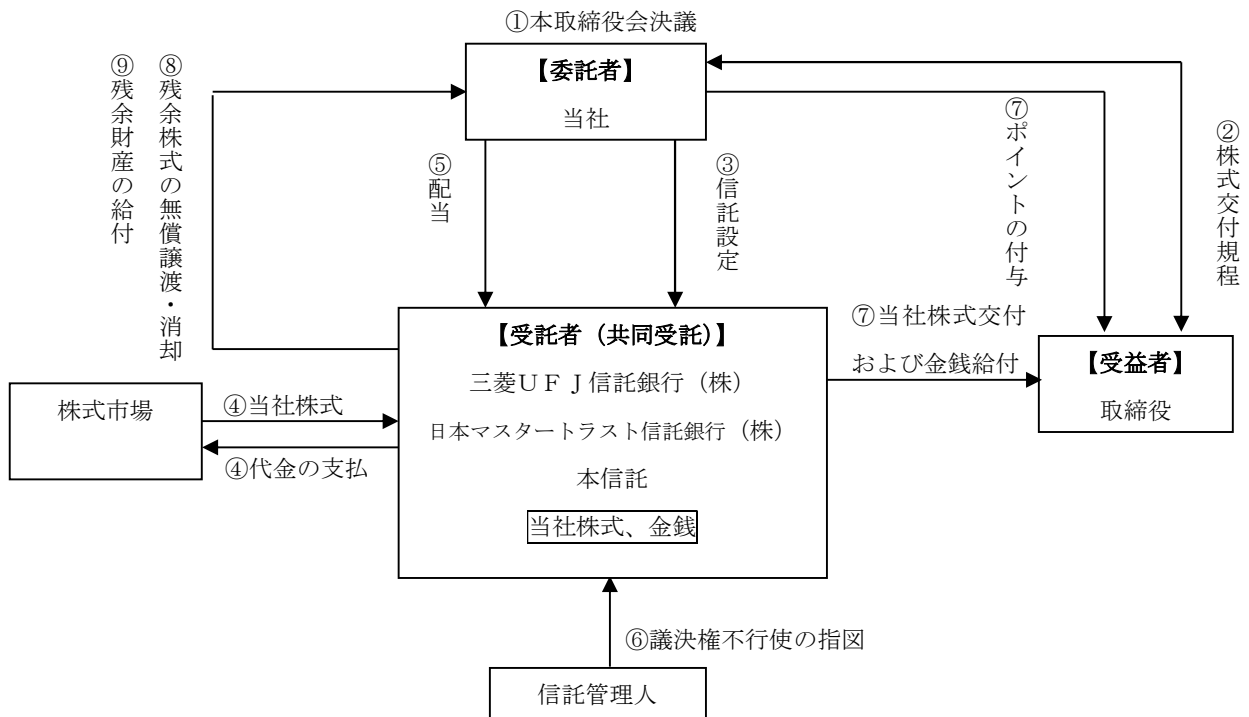 ①本取締役会決議
【委託者】
当社
⑨残余財産の給付
⑧残余株式の無償譲渡・消却
⑤配当
③信託設定
⑦ポイントの付与
②株式交付規程
【受託者（共同受託）】
三菱ＵＦＪ信託銀行（株）
日本マスタートラスト信託銀行（株）
本信託
当社株式、金銭
⑦当社株式交付
および金銭給付
【受益者】
取締役
株式市場
④当社株式
④代金の支払
⑥議決権不行使の指図
信託管理人